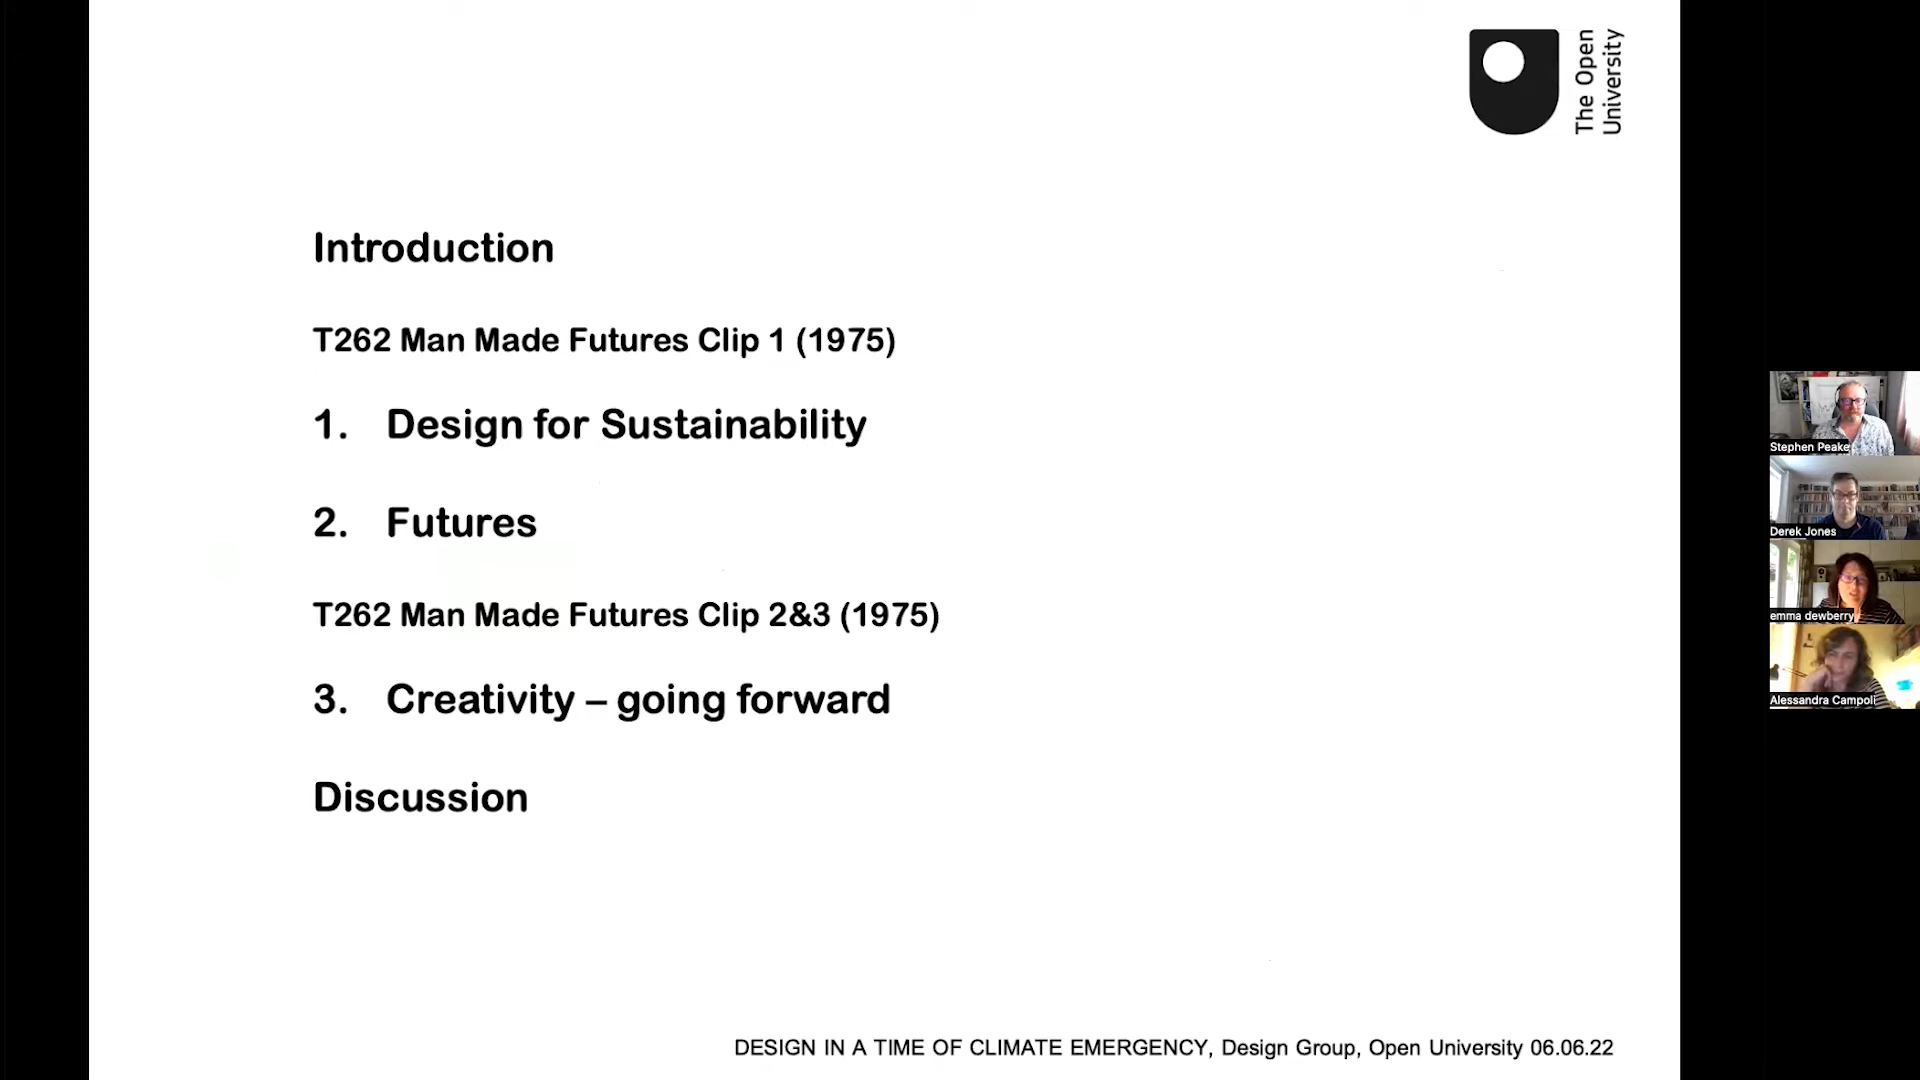 The Open
University
Introduction
T262 Man Made Futures Clip 1 (1975)
1. Design for Sustainability
2. Futures
T262 Man Made Futures Clip 2&3 (1975)
3. Creativity – going forward
Discussion
DESIGN IN A TIME OF CLIMATE EMERGENCY, Design Group, Open University 06.06.22
Stephen Peake
Derek Jones
emma dewberry
Alessandra Campoli